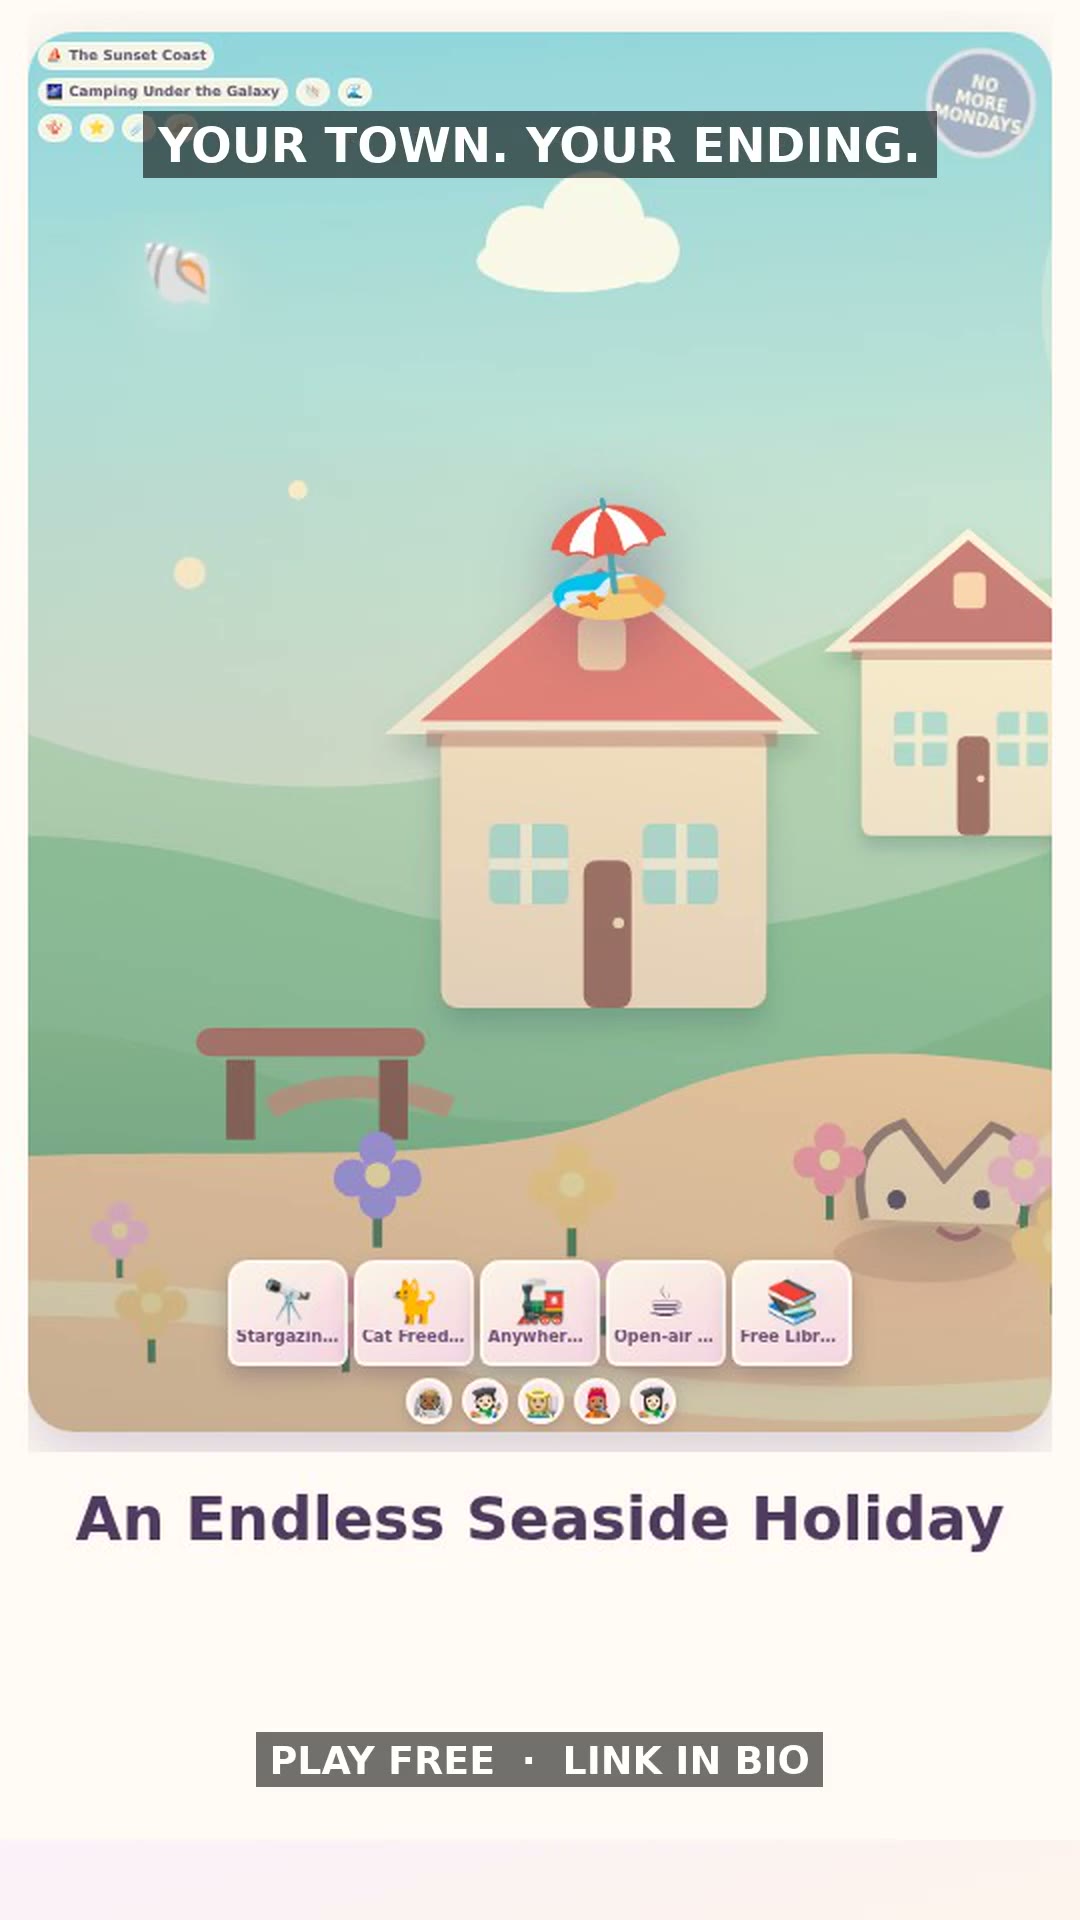 The Sunset Coast
Camping Under the Galaxy
NO
MORE
MONDAYS
YOUR TOWN. YOUR ENDING.
Stargazin...
Cat Freed...
Anywher...
Open-air ...
Free Libr...
An Endless Seaside Holiday
PLAY FREE · LINK IN BIO